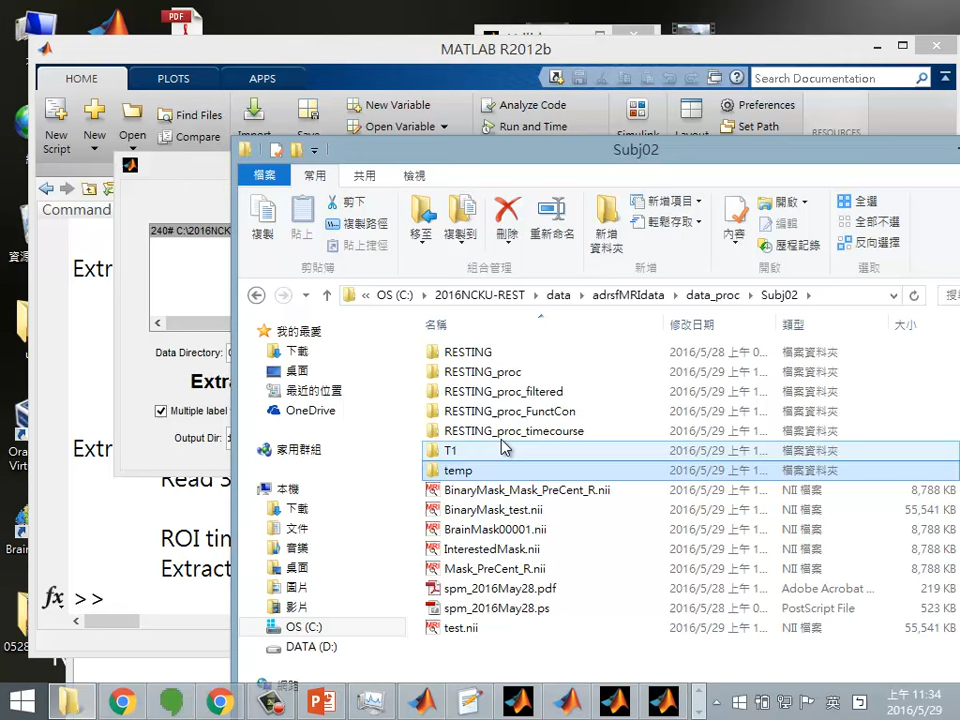 MATLAB R2012b
HOME
PLOTS
APPS
Search Documentation
New
Script
New
Open
Find Files
Compare
New Variable
Open Variable
Analyze Code
Run and Time
Preferences
Set Path
RESOURCES
Subj02
檔案
常用
共用
檢視
複製
貼上
剪下
複製路徑
貼上捷徑
剪貼簿
移至
複製到
刪除
重新命名
組合管理
新增
資料夾
新增項目
輕鬆存取
新增
內容
開啟
編輯
歷程記錄
開啟
全選
全部不選
反向選擇
選取
« OS (C:) 2016NCKU-REST data adrsfMRIdata data_proc Subj02
Command
Extr
240# C:\2016NCKU
Data Directory:
Extra
Multiple label
Output Dir:
Extr
Read S
ROI tin
Extract
fx >>
我的最愛
下載
桌面
最近的位置
OneDrive
家用群組
本機
下載
文件
音樂
桌面
圖片
影片
OS (C:)
DATA (D:)
網路
名稱 修改日期 類型 大小
RESTING 2016/5/28 上午 0... 檔案資料夾
RESTING_proc 2016/5/29 上午 1... 檔案資料夾
RESTING_proc_filtered 2016/5/29 上午 1... 檔案資料夾
RESTING_proc_FunctCon 2016/5/29 上午 1... 檔案資料夾
RESTING_proc_timecourse 2016/5/29 上午 1... 檔案資料夾
T1 2016/5/29 上午 1... 檔案資料夾
temp 2016/5/29 上午 1... 檔案資料夾
BinaryMask_Mask_PreCent_R.nii 2016/5/29 上午 1... NII 檔案 8,788 KB
BinaryMask_test.nii 2016/5/29 上午 1... NII 檔案 55,541 KB
BrainMask00001.nii 2016/5/29 上午 1... NII 檔案 8,788 KB
InterestedMask.nii 2016/5/29 上午 1... NII 檔案 8,788 KB
Mask_PreCent_R.nii 2016/5/29 上午 1... NII 檔案 8,788 KB
spm_2016May28.pdf 2016/5/28 上午 1... Adobe Acrobat ... 219 KB
spm_2016May28.ps 2016/5/28 上午 1... PostScript File 523 KB
test.nii 2016/5/29 上午 1... NII 檔案 55,541 KB
英
上午 11:34
2016/5/29